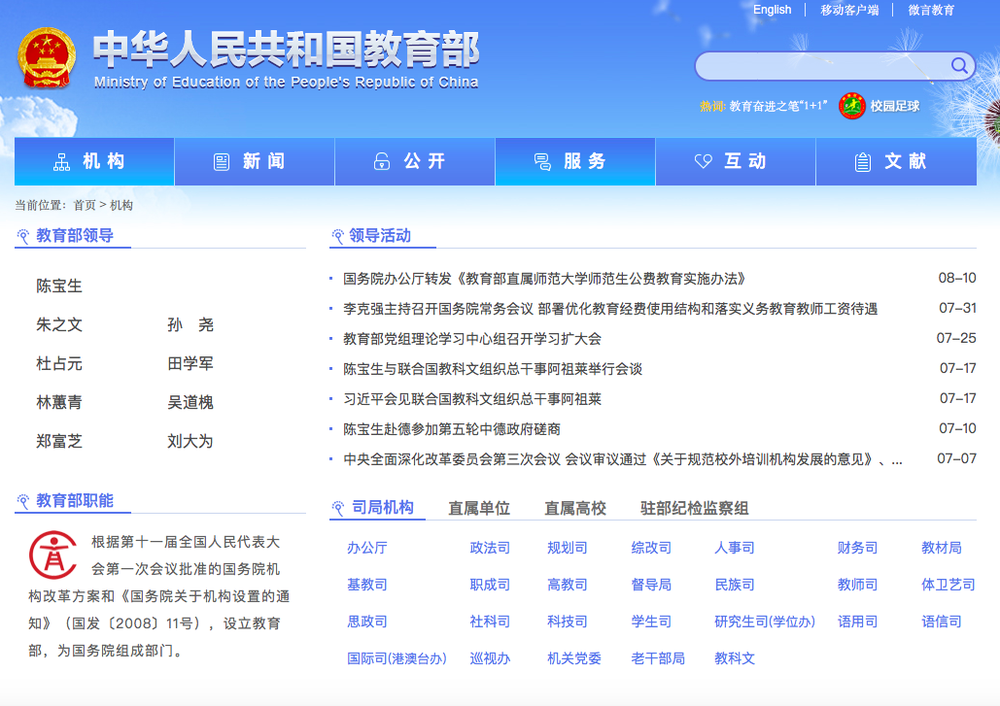 English 移动客户端 微言教育
中华人民共和国教育部
Ministry of Education of the People's Republic of China
热词: 教育奋进之笔“1+1” 校园足球
机构 新闻 公开 服务 互动 文献
当前位置: 首页 > 机构
教育部领导
陈宝生
朱之文 孙 尧
杜占元 田学军
林蕙青 吴道槐
郑富芝 刘大为
领导活动
国务院办公厅转发《教育部直属师范大学师范生公费教育实施办法》 08-10
李克强主持召开国务院常务会议 部署优化教育经费使用结构和落实义务教育教师工资待遇 07-31
教育部党组理论学习中心组召开学习扩大会 07-25
陈宝生与联合国教科文组织总干事阿祖莱举行会谈 07-17
习近平会见联合国教科文组织总干事阿祖莱 07-17
陈宝生赴德参加第五轮中德政府磋商 07-10
中央全面深化改革委员会第三次会议 会议审议通过《关于规范校外培训机构发展的意见》、... 07-07
教育部职能
根据第十一届全国人民代表大
会第一次会议批准的国务院机
构改革方案和《国务院关于机构设置的通
知》（国发〔2008〕11号），设立教育
部，为国务院组成部门。
司局机构 直属单位 直属高校 驻部纪检监察组
办公厅 政法司 规划司 综改司 人事司 财务司 教材局
基教司 职成司 高教司 督导局 民族司 教师司 体卫艺司
思政司 社科司 科技司 学生司 研究生司(学位办) 语用司 语信司
国际司(港澳台办) 巡视办 机关党委 老干部局 教科文